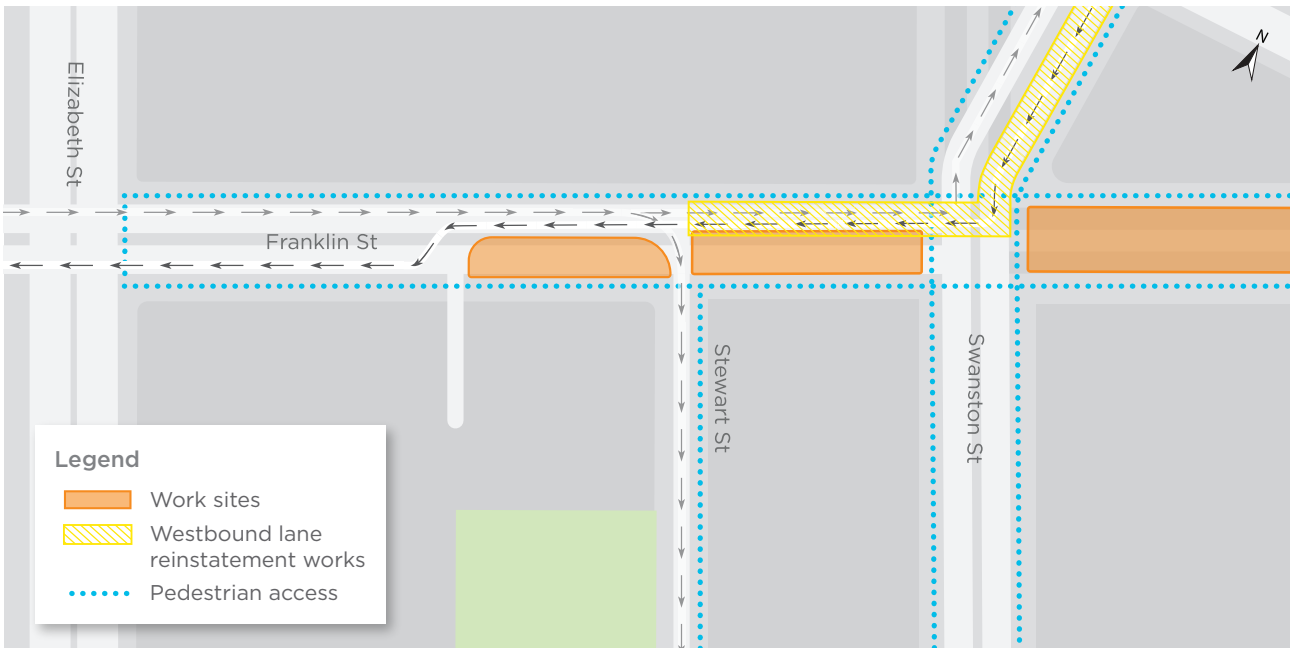 N
Elizabeth St
Franklin St
Stewart St
Swanston St
Legend
Work sites
Westbound lane
reinstatement works
Pedestrian access